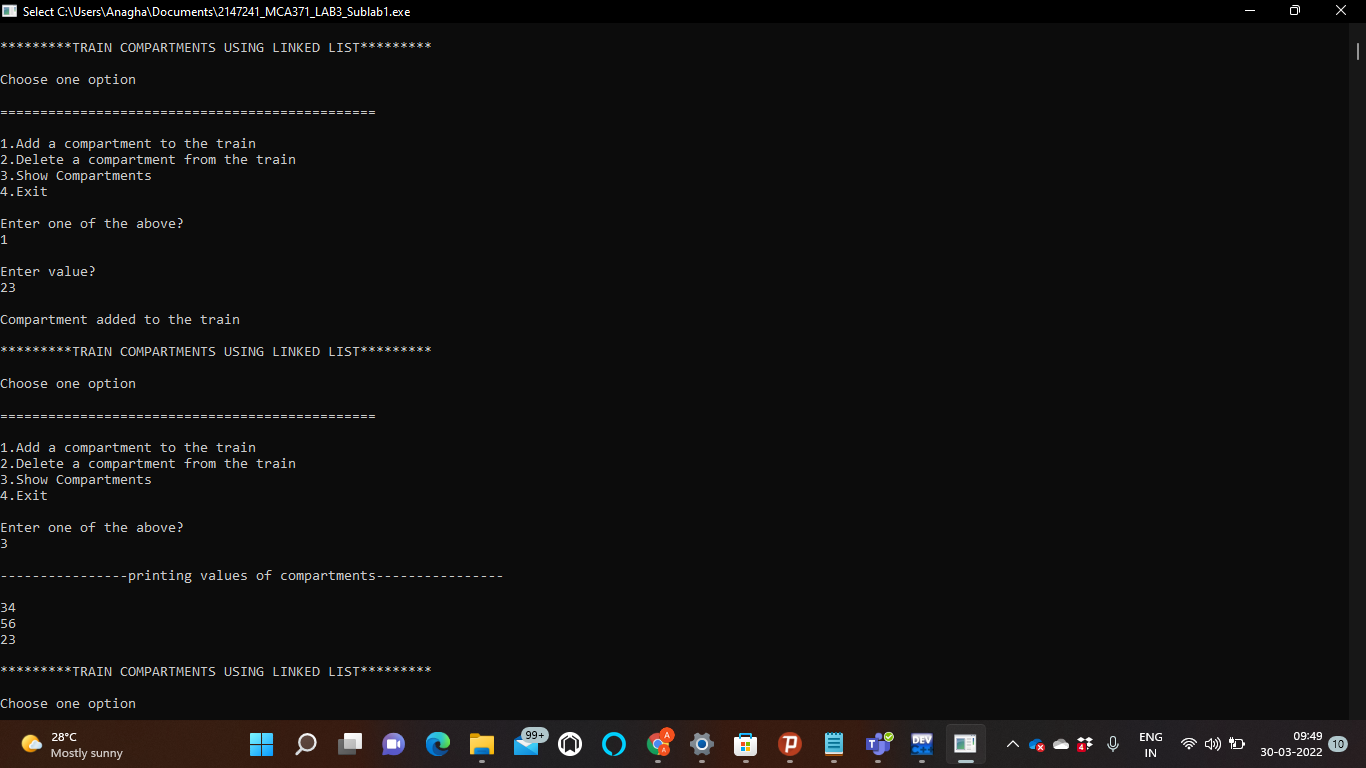 Select C:\Users\Anagha\Documents\2147241_MCA371_LAB3_Sublab1.exe
*********TRAIN COMPARTMENTS USING LINKED LIST*********
Choose one option
===============================================
1.Add a compartment to the train
2.Delete a compartment from the train
3.Show Compartments
4.Exit
Enter one of the above?
1
Enter value?
23
Compartment added to the train
*********TRAIN COMPARTMENTS USING LINKED LIST*********
Choose one option
===============================================
1.Add a compartment to the train
2.Delete a compartment from the train
3.Show Compartments
4.Exit
Enter one of the above?
3
----------------printing values of compartments----------------
34
56
23
*********TRAIN COMPARTMENTS USING LINKED LIST*********
Choose one option
28°C
Mostly sunny
99+
A
A
DEV
4
ENG
IN
09:49
30-03-2022
10